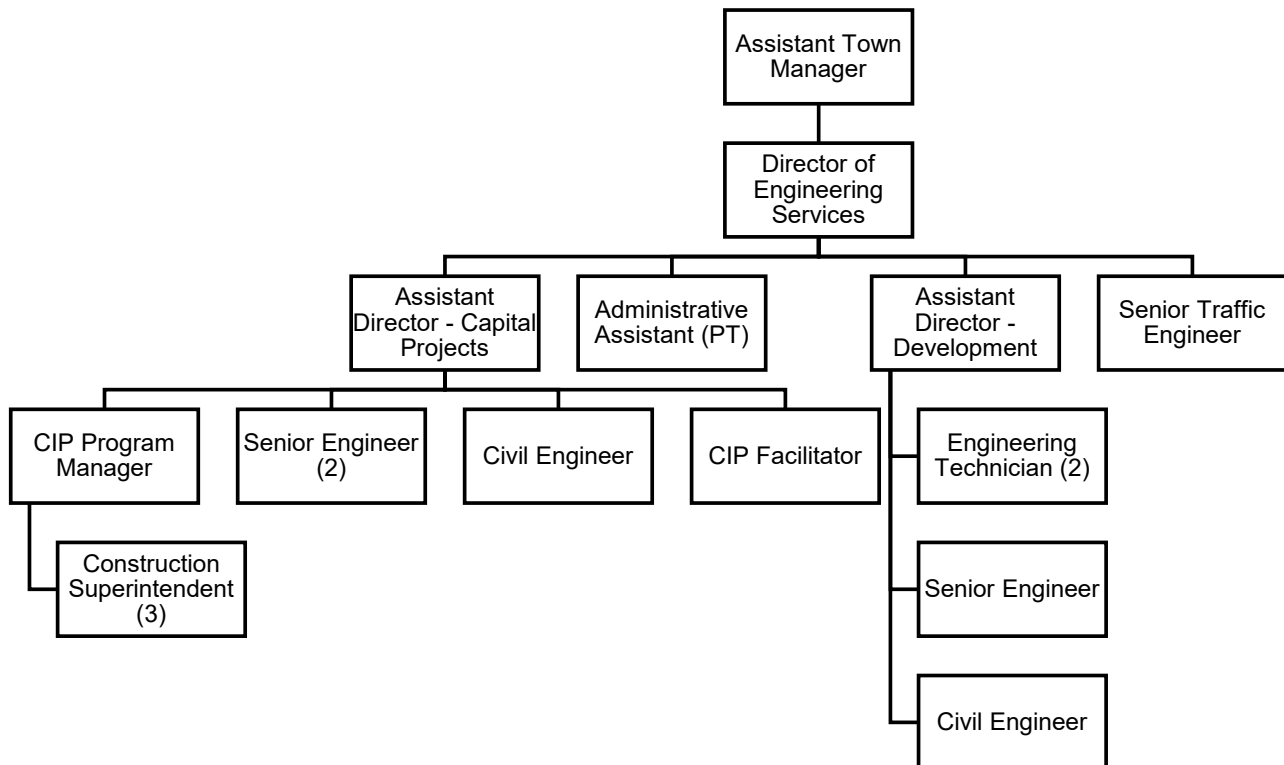 Assistant Town
Manager
Director of
Engineering
Services
Assistant
Director - Capital
Projects
Administrative
Assistant (PT)
Assistant
Director -
Development
Senior Traffic
Engineer
CIP Program
Manager
Senior Engineer
(2)
Civil Engineer
CIP Facilitator
Engineering
Technician (2)
Construction
Superintendent
(3)
Senior Engineer
Civil Engineer